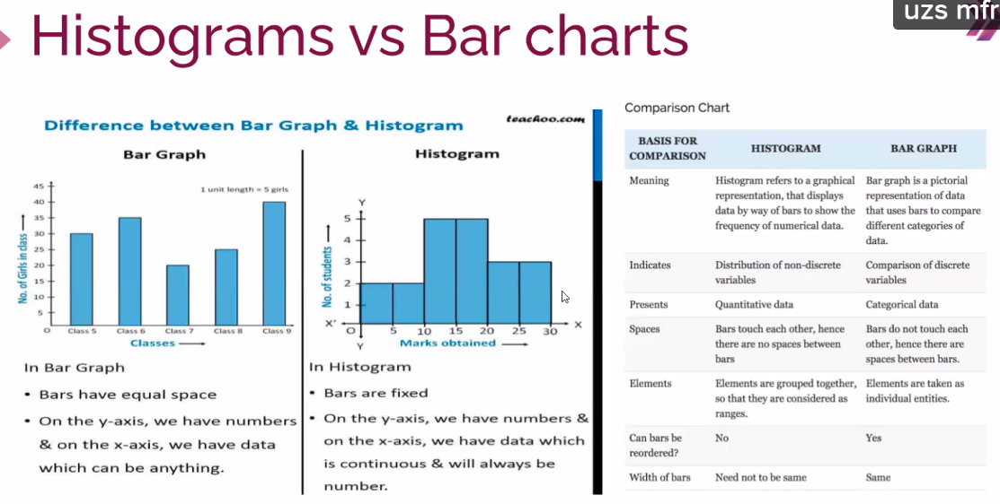 uzs mfr
Histograms vs Bar charts
Difference between Bar Graph & Histogram
teachoo.com
Bar Graph
1 unit length = 5 girls
No. of Girls in class
45
40
35
30
25
20
15
10
5
O
Class 5 Class 6 Class 7 Class 8 Class 9
Classes
In Bar Graph
• Bars have equal space
• On the y-axis, we have numbers
& on the x-axis, we have data
which can be anything.
Histogram
Y
No. of students
5
4
3
2
1
X' O 5 10 15 20 25 30 X
Y
Marks obtained
In Histogram
• Bars are fixed
• On the y-axis, we have numbers &
on the x-axis, we have data which
is continuous & will always be
number.
Comparison Chart
BASIS FOR
COMPARISON
HISTOGRAM
BAR GRAPH
Meaning
Histogram refers to a graphical
representation, that displays
data by way of bars to show the
frequency of numerical data.
Bar graph is a pictorial
representation of data
that uses bars to compare
different categories of
data.
Indicates
Distribution of non-discrete
variables
Comparison of discrete
variables
Presents
Quantitative data
Categorical data
Spaces
Bars touch each other, hence
there are no spaces between
bars
Bars do not touch each
other, hence there are
spaces between bars.
Elements
Elements are grouped together,
so that they are considered as
ranges.
Elements are taken as
individual entities.
Can bars be
reordered?
No
Yes
Width of bars
Need not to be same
Same